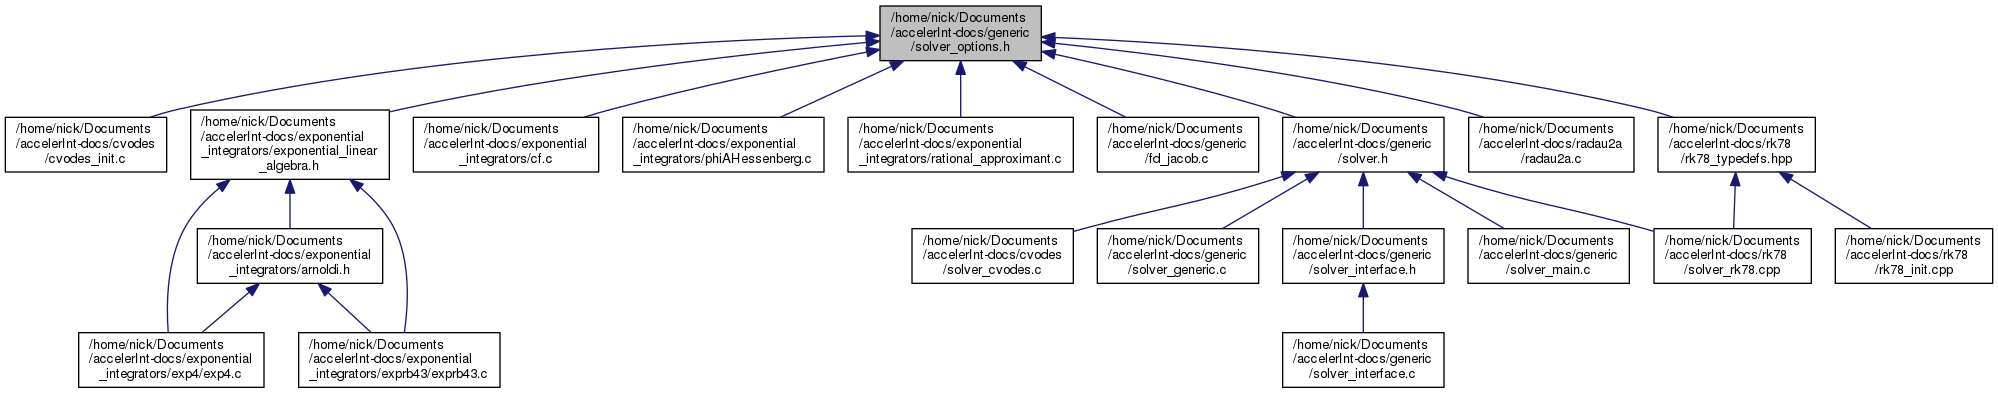 /home/nick/Documents
/accelerInt-docs/generic
/solver_options.h
/home/nick/Documents
/accelerInt-docs/cvodes
/cvodes_init.c
/home/nick/Documents
/accelerInt-docs/exponential
_integrators/exponential_linear
_algebra.h
/home/nick/Documents
/accelerInt-docs/exponential
_integrators/cf.c
/home/nick/Documents
/accelerInt-docs/exponential
_integrators/phiAHessenberg.c
/home/nick/Documents
/accelerInt-docs/exponential
_integrators/rational_approximant.c
/home/nick/Documents
/accelerInt-docs/generic
/fd_jacob.c
/home/nick/Documents
/accelerInt-docs/generic
/solver.h
/home/nick/Documents
/accelerInt-docs/radau2a
/radau2a.c
/home/nick/Documents
/accelerInt-docs/rk78
/rk78_typedefs.hpp
/home/nick/Documents
/accelerInt-docs/exponential
_integrators/arnoldi.h
/home/nick/Documents
/accelerInt-docs/cvodes
/solver_cvodes.c
/home/nick/Documents
/accelerInt-docs/generic
/solver_generic.c
/home/nick/Documents
/accelerInt-docs/generic
/solver_interface.h
/home/nick/Documents
/accelerInt-docs/generic
/solver_main.c
/home/nick/Documents
/accelerInt-docs/rk78
/solver_rk78.cpp
/home/nick/Documents
/accelerInt-docs/rk78
/rk78_init.cpp
/home/nick/Documents
/accelerInt-docs/exponential
_integrators/exp4/exp4.c
/home/nick/Documents
/accelerInt-docs/exponential
_integrators/exprb43/exprb43.c
/home/nick/Documents
/accelerInt-docs/generic
/solver_interface.c